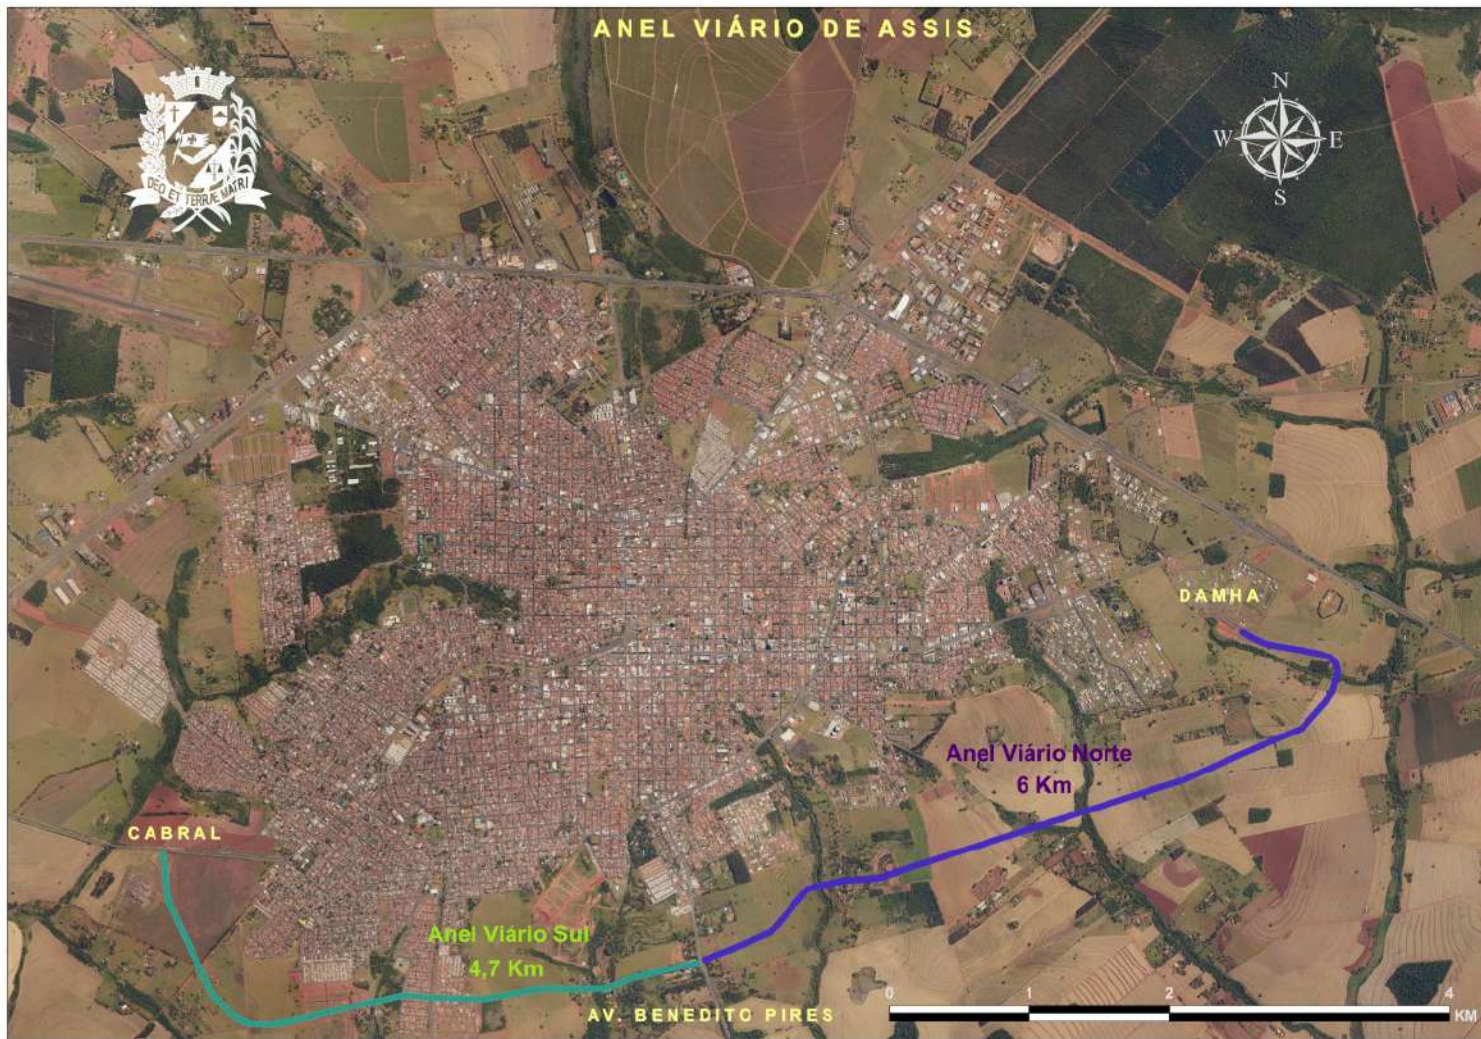 ANEL VIÁRIO DE ASSIS
N
W E
S
DEO ET TERRÆ MATRI
DAMHA
Anel Viário Norte
6 Km
CABRAL
Anel Viário Sul
4,7 Km
AV. BENEDITO PIRES
0 1 2 4
KM